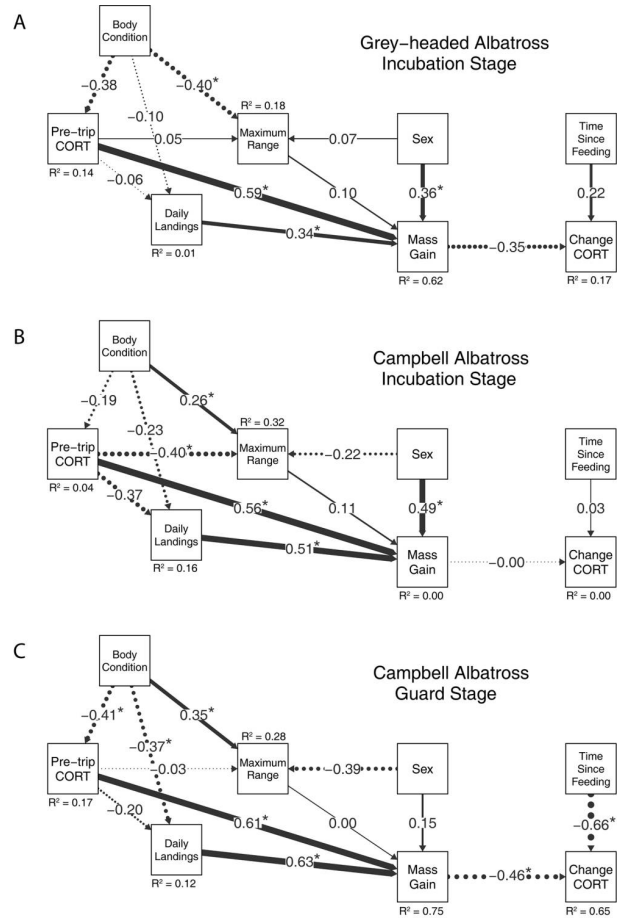 A
Grey-headed Albatross
Incubation Stage
Body
Condition
−0.38
−0.40*
−0.10
R² = 0.18
Pre-trip
CORT
0.05
Maximum
Range
0.07
Sex
Time
Since
Feeding
R² = 0.14
−0.06
0.59*
0.10
0.36*
0.22
Daily
Landings
0.34*
Mass
Gain
−0.35
Change
CORT
R² = 0.01
R² = 0.62
R² = 0.17
B
Campbell Albatross
Incubation Stage
Body
Condition
−0.19
0.26*
−0.23
R² = 0.32
Pre-trip
CORT
−0.40*
Maximum
Range
−0.22
Sex
Time
Since
Feeding
R² = 0.04
−0.37
0.56*
0.11
0.49*
0.03
Daily
Landings
0.51*
Mass
Gain
−0.00
Change
CORT
R² = 0.16
R² = 0.00
R² = 0.00
C
Campbell Albatross
Guard Stage
Body
Condition
−0.41*
0.35*
−0.37*
R² = 0.28
Pre-trip
CORT
−0.03
Maximum
Range
−0.39
Sex
Time
Since
Feeding
R² = 0.17
−0.20
0.61*
0.00
0.15
−0.66*
Daily
Landings
0.63*
Mass
Gain
−0.46*
Change
CORT
R² = 0.12
R² = 0.75
R² = 0.65